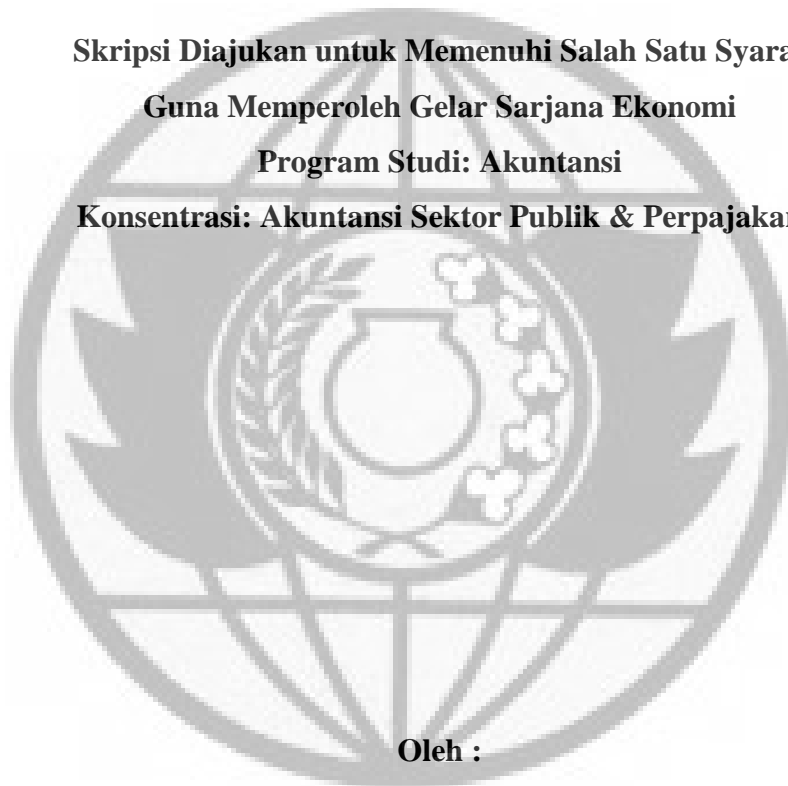 Skripsi Diajukan untuk Memenuhi Salah Satu Syara
Guna Memperoleh Gelar Sarjana Ekonomi
Program Studi: Akuntansi
Konsentrasi: Akuntansi Sektor Publik & Perpajakan
Oleh :